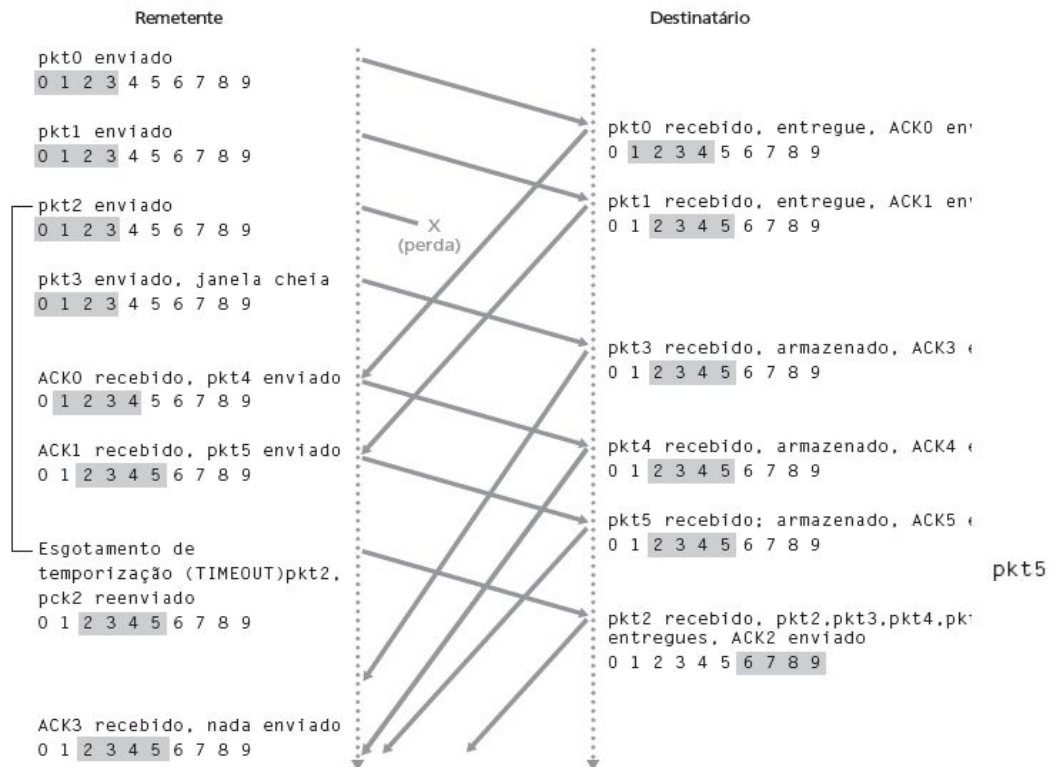 Remetente
Destinatário
pkt0 enviado
0 1 2 3 4 5 6 7 8 9
pkt1 enviado
0 1 2 3 4 5 6 7 8 9
pkt2 enviado
0 1 2 3 4 5 6 7 8 9
pkt3 enviado, janela cheia
0 1 2 3 4 5 6 7 8 9
ACK0 recebido, pkt4 enviado
0 1 2 3 4 5 6 7 8 9
ACK1 recebido, pkt5 enviado
0 1 2 3 4 5 6 7 8 9
Esgotamento de
temporização (TIMEOUT)pkt2,
pck2 reenviado
0 1 2 3 4 5 6 7 8 9
ACK3 recebido, nada enviado
0 1 2 3 4 5 6 7 8 9
X
(perda)
pkt0 recebido, entregue, ACK0
0 1 2 3 4 5 6 7 8 9
pkt1 recebido, entregue, ACK1
0 1 2 3 4 5 6 7 8 9
pkt3 recebido, armazenado, ACK3
0 1 2 3 4 5 6 7 8 9
pkt4 recebido, armazenado, ACK4
0 1 2 3 4 5 6 7 8 9
pkt5 recebido; armazenado, ACK5
0 1 2 3 4 5 6 7 8 9
pkt2 recebido, pkt2,pkt3,pkt4,
entregues, ACK2 enviado
0 1 2 3 4 5 6 7 8 9
pkt5